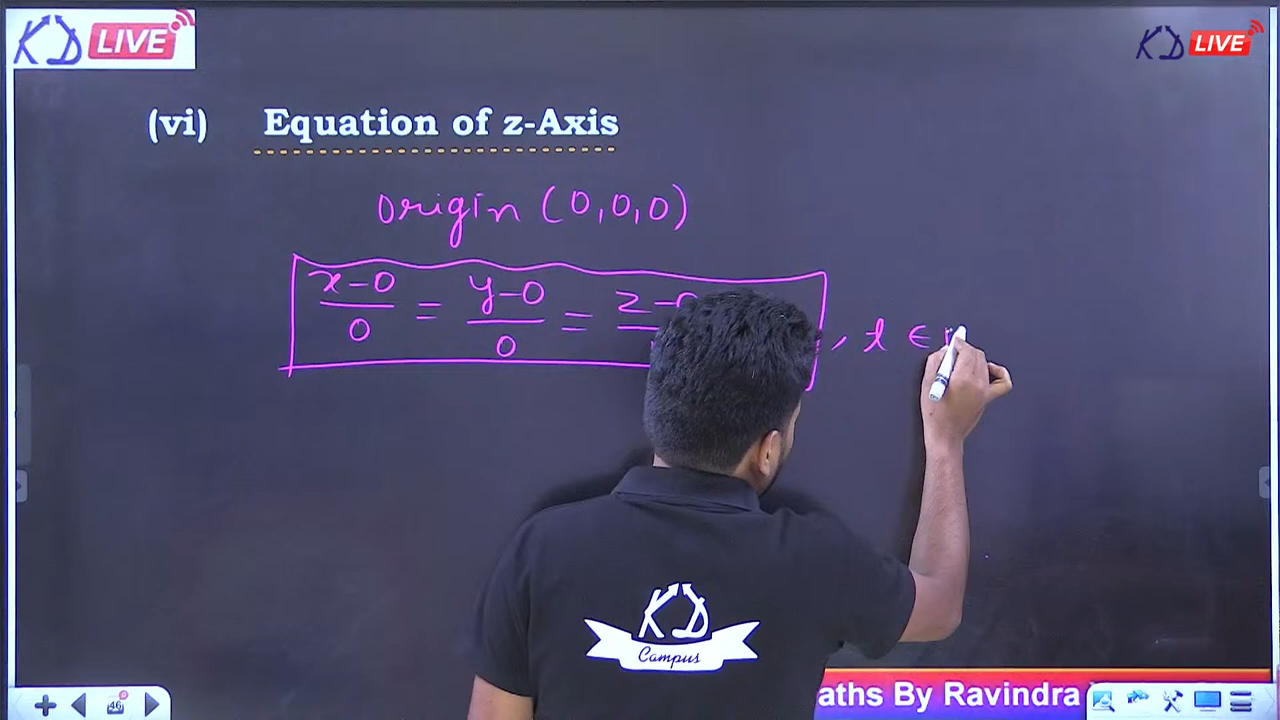 KD LIVE
KD LIVE
(vi) Equation of z-Axis
Origin (0,0,0)
x-0/0 = y-0/0 = z-0
, t ∈
KD
Campus
aths By Ravindra
46